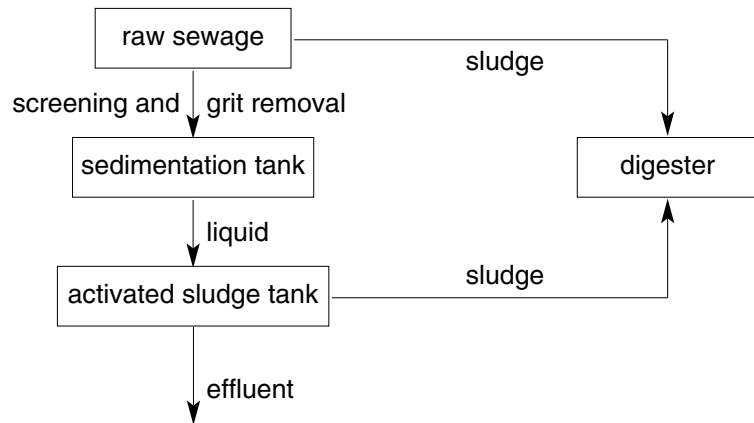 raw sewage
sludge
screening and grit removal
sedimentation tank
digester
liquid
sludge
activated sludge tank
effluent